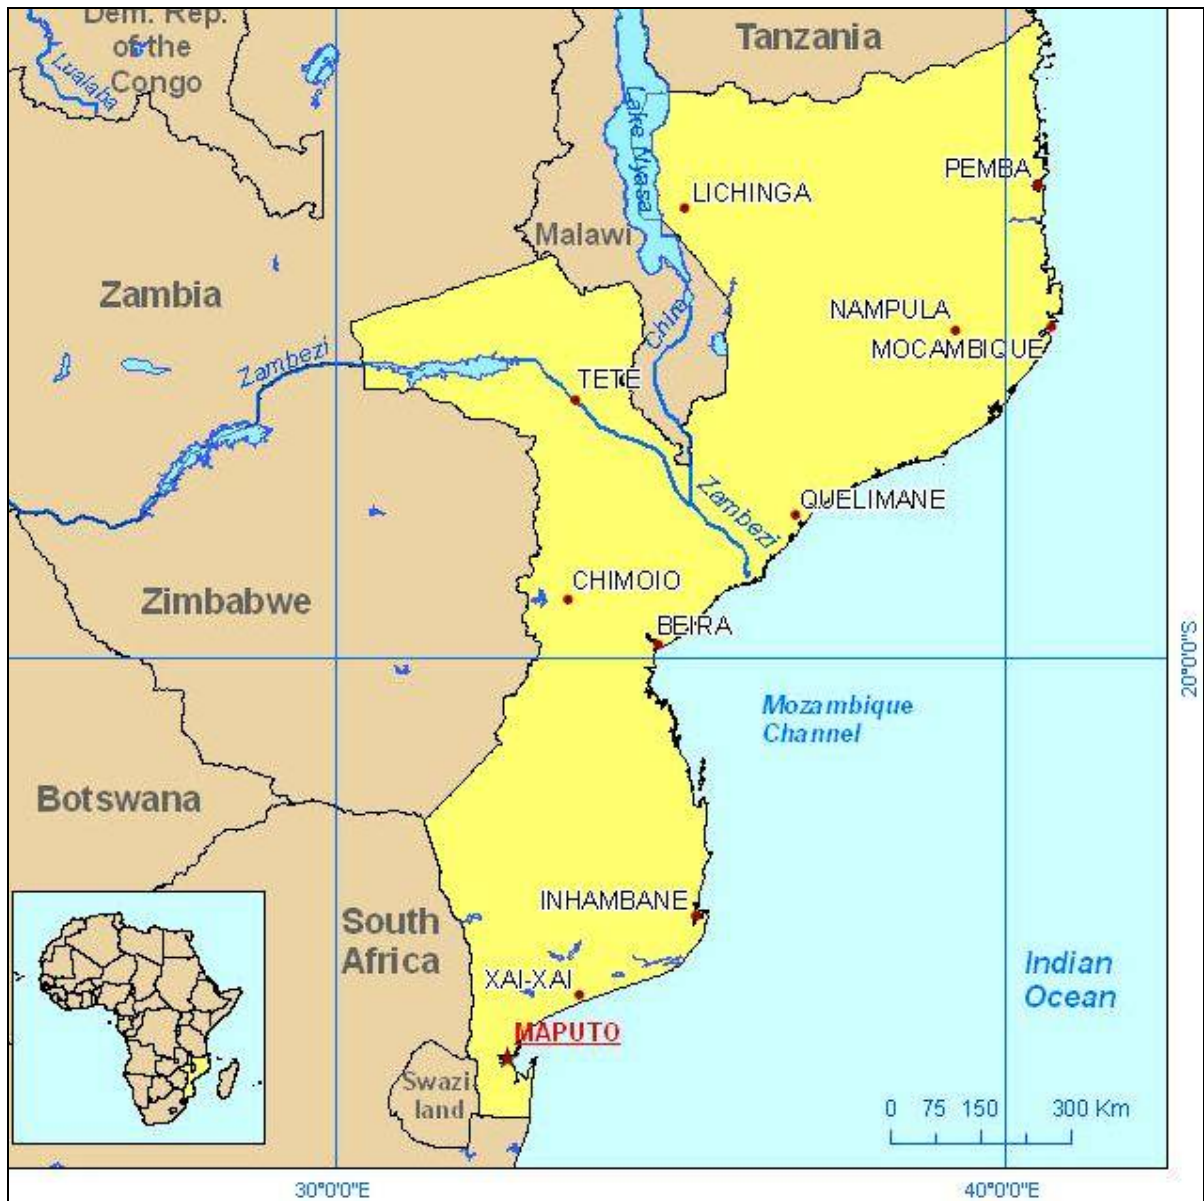 Dem. Rep.
of the
Congo
Lualaba
Tanzania
Lake Nyasa
PEMBA
LICHINGA
Malawi
Zambia
NAMPULA
MOCAMBIQUE
Chire
Zambezi
TETE
Zambezi
QUELIMANE
Zimbabwe
CHIMOIO
BEIRA
20°0'0"S
Mozambique
Channel
Botswana
INHAMBANE
South
Africa
XAI-XAI
Indian
Ocean
MAPUTO
Swazi
land
0 75 150 300 Km
30°0'0"E
40°0'0"E